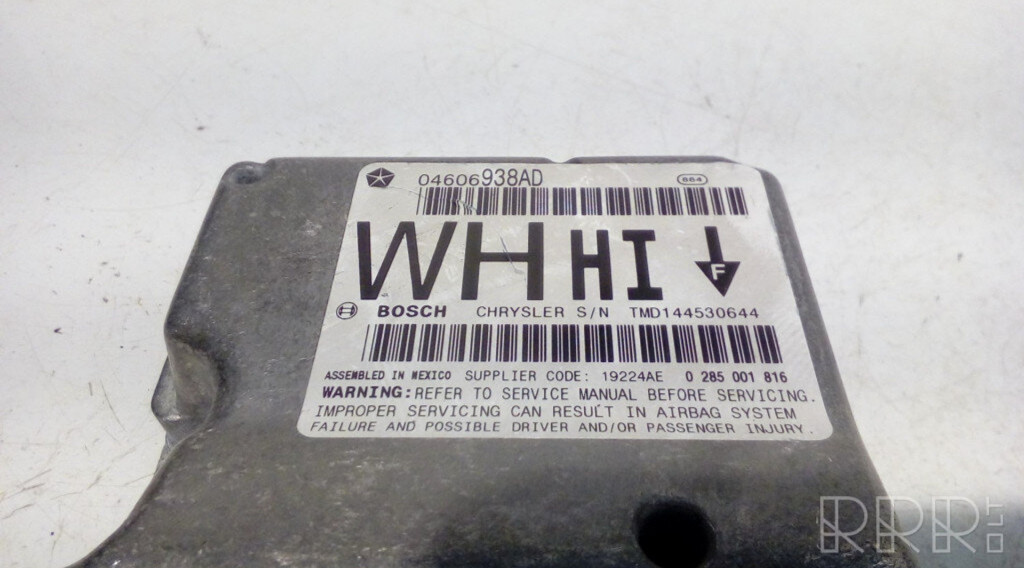 04606938AD 864
WH HI F
BOSCH CHRYSLER S/N TMD144530644
ASSEMBLED IN MEXICO SUPPLIER CODE: 19224AE 0 285 001 816
WARNING: REFER TO SERVICE MANUAL BEFORE SERVICING.
IMPROPER SERVICING CAN RESULT IN AIRBAG SYSTEM
FAILURE AND POSSIBLE DRIVER AND/OR PASSENGER INJURY.
RRR.LT